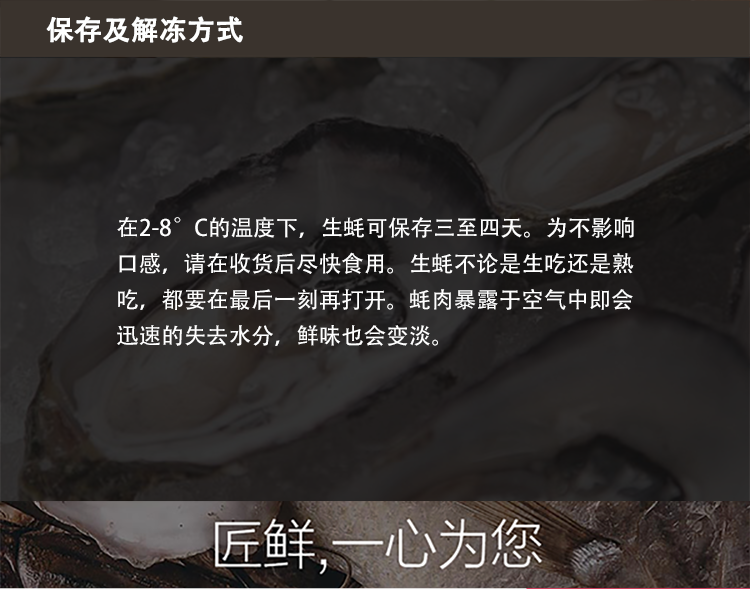 保存及解冻方式
在2-8°C的温度下，生蚝可保存三至四天。为不影响
口感，请在收货后尽快食用。生蚝不论是生吃还是熟
吃，都要在最后一刻再打开。蚝肉暴露于空气中即会
迅速的失去水分，鲜味也会变淡。
匠鲜,一心为您